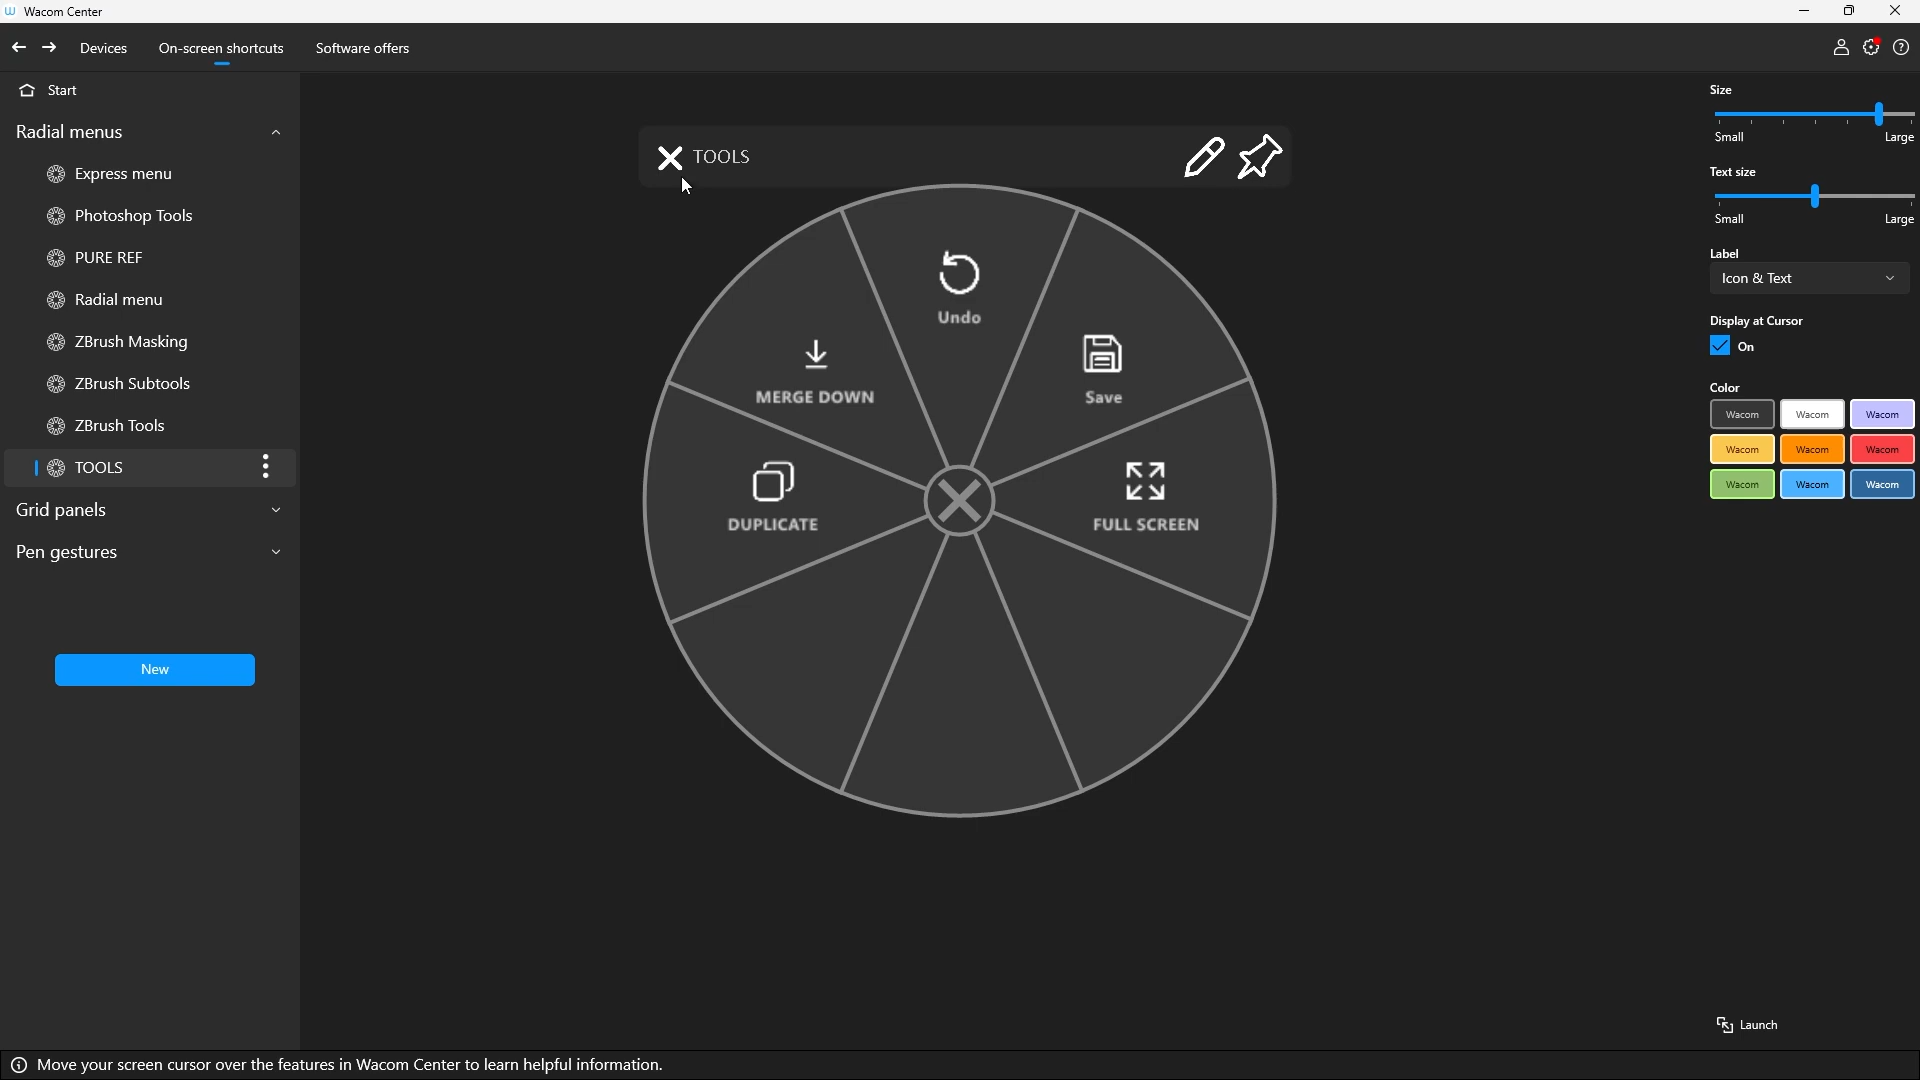 Wacom Center
Devices
On-screen shortcuts
Software offers
Start
Radial menus
Express menu
Photoshop Tools
PURE REF
Radial menu
ZBrush Masking
ZBrush Subtools
ZBrush Tools
TOOLS
Grid panels
Pen gestures
New
TOOLS
Undo
MERGE DOWN
Save
DUPLICATE
FULL SCREEN
Size
Small Large
Text size
Small Large
Label
Icon & Text
Display at Cursor
On
Color
Wacom Wacom Wacom
Wacom Wacom Wacom
Wacom Wacom Wacom
Launch
Move your screen cursor over the features in Wacom Center to learn helpful information.